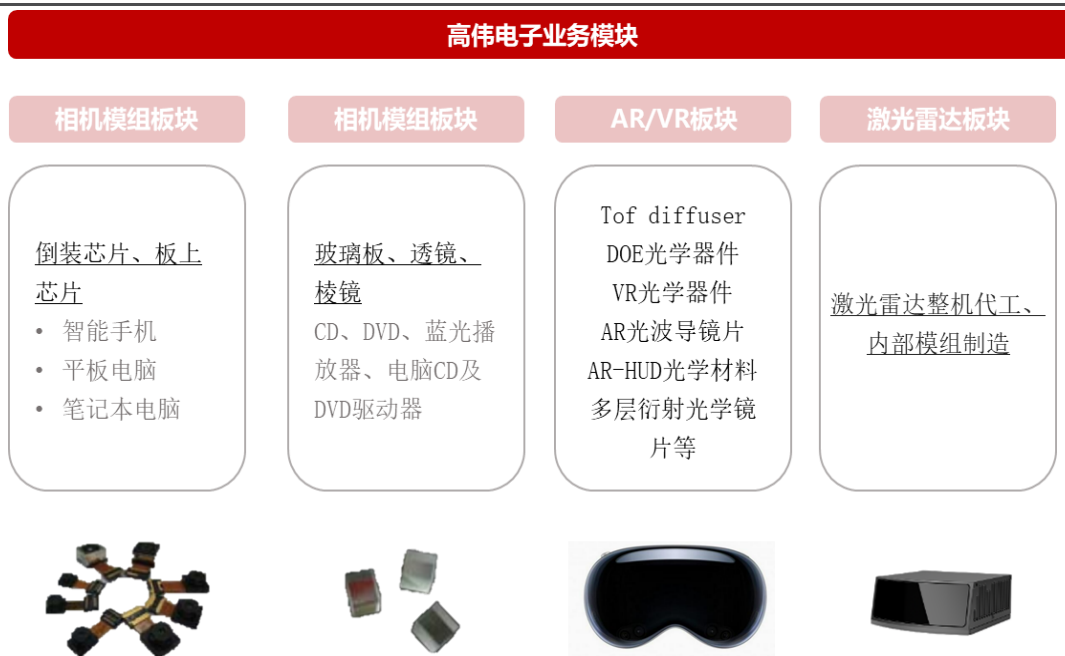 高伟电子业务模块
相机模组板块
相机模组板块
AR/VR板块
激光雷达板块
倒装芯片、板上
芯片
• 智能手机
• 平板电脑
• 笔记本电脑
玻璃板、透镜、
棱镜
CD、DVD、蓝光播
放器、电脑CD及
DVD驱动器
Tof diffuser
DOE光学器件
VR光学器件
AR光波导镜片
AR-HUD光学材料
多层衍射光学镜
片等
激光雷达整机代工、
内部模组制造